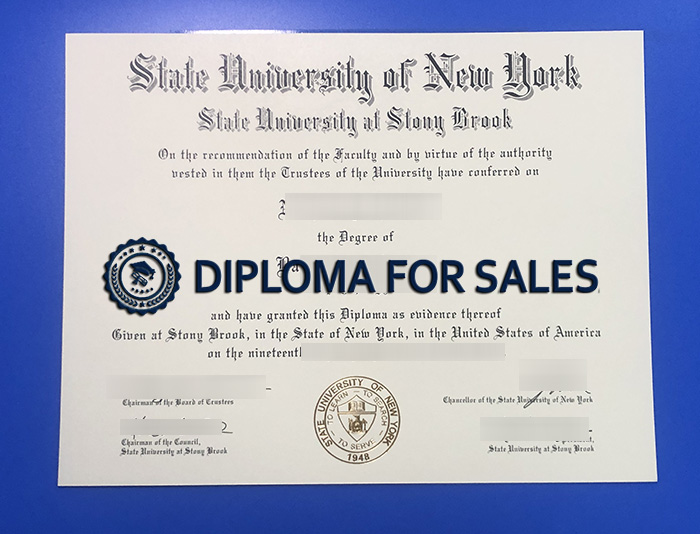 State University of New York
State University at Stony Brook
On the recommendation of the Faculty and by virtue of the authority
vested in them the Trustees of the University have conferred on
the Degree of
DIPLOMA FOR SALES
and have granted this Diploma as evidence thereof
Given at Stony Brook, in the State of New York, in the United States of America
on the
Chairman of the Board of Trustees
Chancellor of the State University of New York
Chairman of the Council,
State University at Stony Brook
State University at Stony Brook
STATE UNIVERSITY OF NEW YORK
TO LEARN - TO SEARCH
TO SERVE
1948